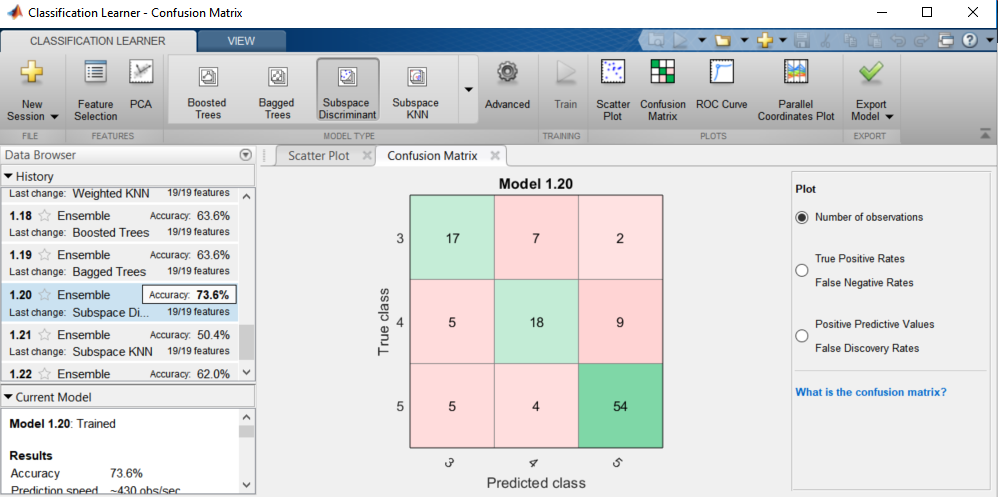 Classification Learner - Confusion Matrix
CLASSIFICATION LEARNER
VIEW
New Session
Feature Selection
PCA
Boosted Trees
Bagged Trees
Subspace Discriminant
Subspace KNN
Advanced
Train
Scatter Plot
Confusion Matrix
ROC Curve
Parallel Coordinates Plot
Export Model
FILE
FEATURES
MODEL TYPE
TRAINING
PLOTS
EXPORT
Data Browser
History
Last change: Weighted KNN 19/19 features
1.18 Ensemble Accuracy: 63.6%
Last change: Boosted Trees 19/19 features
1.19 Ensemble Accuracy: 63.6%
Last change: Bagged Trees 19/19 features
1.20 Ensemble Accuracy: 73.6%
Last change: Subspace Di... 19/19 features
1.21 Ensemble Accuracy: 50.4%
Last change: Subspace KNN 19/19 features
1.22 Ensemble Accuracy: 62.0%
Current Model
Model 1.20: Trained
Results
Accuracy 73.6%
Prediction speed ~430 obs/sec
Scatter Plot
Confusion Matrix
Model 1.20
True class
3 17 7 2
4 5 18 9
5 5 4 54
3 4 5
Predicted class
Plot
Number of observations
True Positive Rates
False Negative Rates
Positive Predictive Values
False Discovery Rates
What is the confusion matrix?